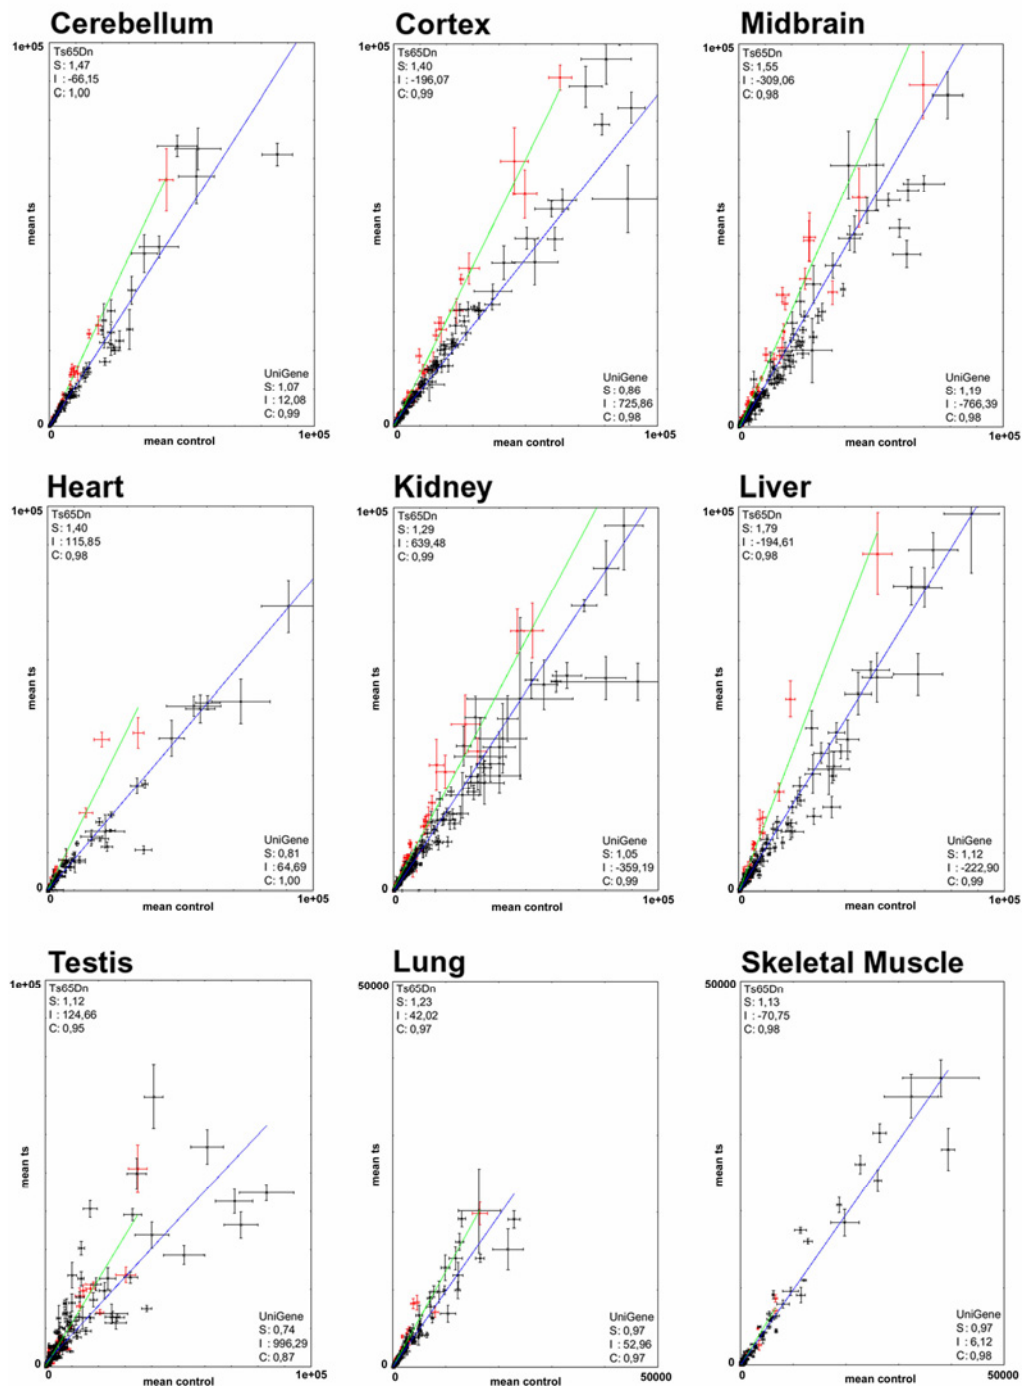 Cerebellum
1e+05
Ts65Dn
S: 1,47
I : -66,15
C: 1,00
mean ts
UniGene
S: 1.07
I : 12,08
C: 0,99
0
0
mean control
1e+05
Cortex
1e+05
Ts65Dn
S: 1,40
I : -196,07
C: 0,99
mean ts
UniGene
S: 0,86
I : 725,86
C: 0,98
0
0
mean control
1e+05
Midbrain
1e+05
Ts65Dn
S: 1,55
I : -309,06
C: 0,98
mean ts
UniGene
S: 1,19
I : -766,39
C: 0,98
0
0
mean control
1e+05
Heart
1e+05
Ts65Dn
S: 1,40
I : 115,85
C: 0,98
mean ts
UniGene
S: 0,81
I : 64,69
C: 1,00
0
0
mean control
1e+05
Kidney
1e+05
Ts65Dn
S: 1,29
I : 639,48
C: 0,99
mean ts
UniGene
S: 1,05
I : -359,19
C: 0,99
0
0
mean control
1e+05
Liver
1e+05
Ts65Dn
S: 1,79
I : -194,61
C: 0,98
mean ts
UniGene
S: 1,12
I : -222,90
C: 0,99
0
0
mean control
1e+05
Testis
1e+05
Ts65Dn
S: 1,12
I : 124,66
C: 0,95
mean ts
UniGene
S: 0,74
I : 996,29
C: 0,87
0
0
mean control
1e+05
Lung
50000
Ts65Dn
S: 1,23
I : 42,02
C: 0,97
mean ts
UniGene
S: 0,97
I : 52,96
C: 0,97
0
0
mean control
50000
Skeletal Muscle
50000
Ts65Dn
S: 1,13
I : -70,75
C: 0,98
mean ts
UniGene
S: 0,97
I : 6,12
C: 0,98
0
0
mean control
50000